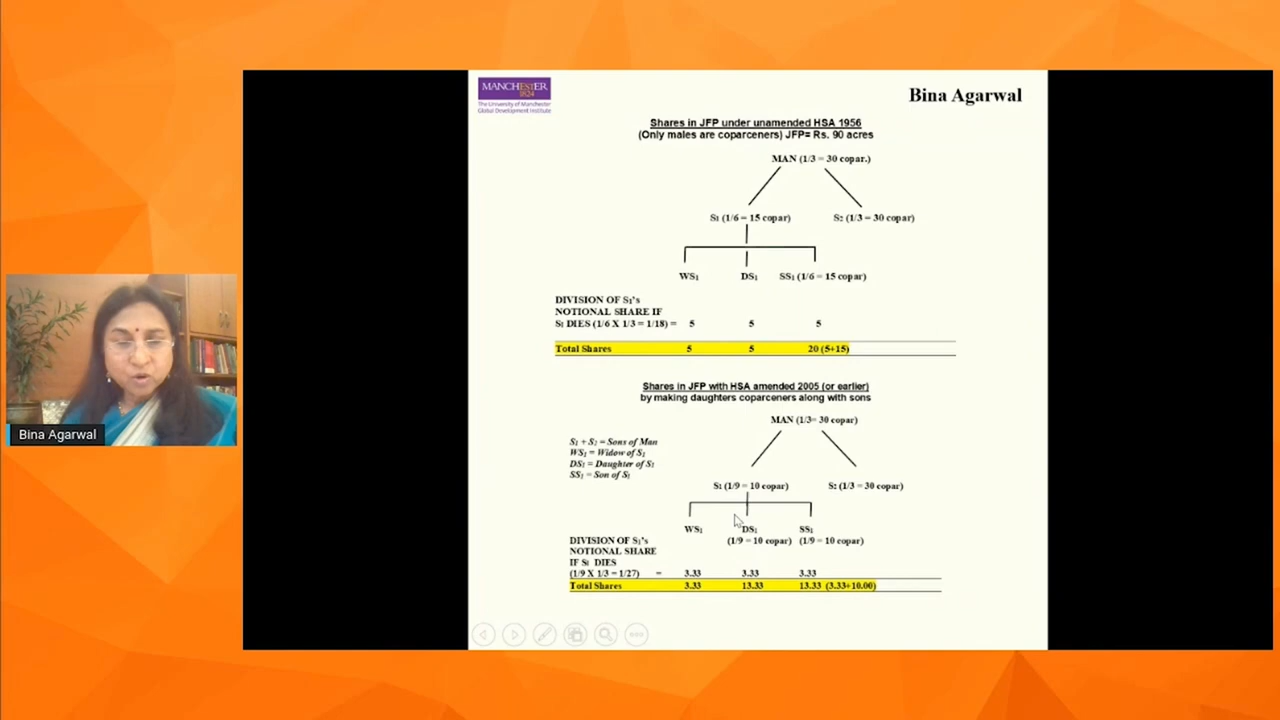 MANCHESTER
1824
The University of Manchester
Global Development Institute
Bina Agarwal
Shares in JFP under unamended HSA 1956
(Only males are coparceners) JFP= Rs. 90 acres
MAN (1/3 = 30 copar.)
S1 (1/6 = 15 copar) S2 (1/3 = 30 copar)
WS1 DS1 SS1 (1/6 = 15 copar)
DIVISION OF S1's
NOTIONAL SHARE IF
S1 DIES (1/6 X 1/3 = 1/18) = 5 5 5
Total Shares 5 5 20 (5+15)
Shares in JFP with HSA amended 2005 (or earlier)
by making daughters coparceners along with sons
MAN (1/3= 30 copar)
S1 + S2 = Sons of Man
WS1 = Widow of S1
DS1 = Daughter of S1
SS1 = Son of S1
S1 (1/9 = 10 copar) S2 (1/3 = 30 copar)
WS1 DS1 SS1
(1/9 = 10 copar) (1/9 = 10 copar)
DIVISION OF S1's
NOTIONAL SHARE
IF S1 DIES
(1/9 X 1/3 = 1/27) = 3.33 3.33 3.33
Total Shares 3.33 13.33 13.33 (3.33+10.00)
Bina Agarwal